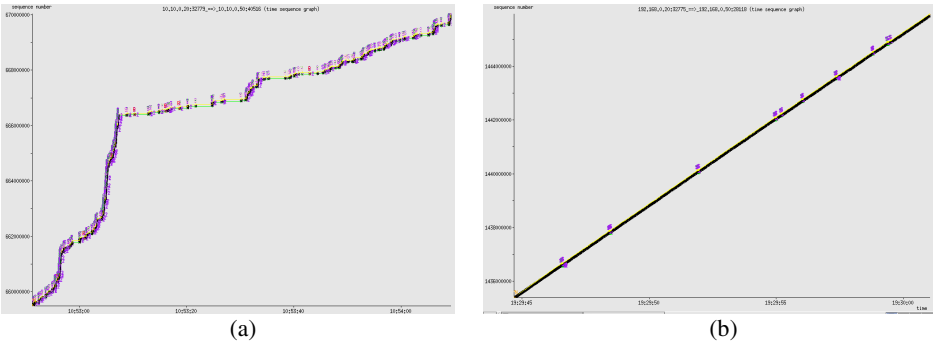 sequence number
10.10.0.20:32779_==>_10.10.0.50:40516 (time sequence graph)
670000000
668000000
666000000
664000000
662000000
660000000
10:53:00
10:53:20
10:53:40
10:54:00
(a)
sequence number
192.168.0.20:32775_==>_192.168.0.50:28118 (time sequence graph)
1444000000
1442000000
1440000000
1438000000
1436000000
19:29:45
19:29:50
19:29:55
19:30:00
time
(b)